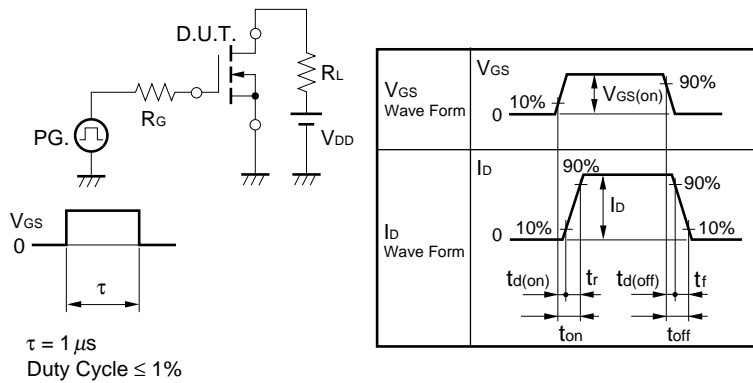 D.U.T.
RL
RG
PG.
VDD
VGS
0
τ
τ = 1 μs
Duty Cycle ≤ 1%
VGS
Wave Form
VGS
10%
0
VGS(on)
90%
ID
Wave Form
ID
90%
90%
ID
10%
0
10%
td(on)
tr
td(off)
tf
ton
toff